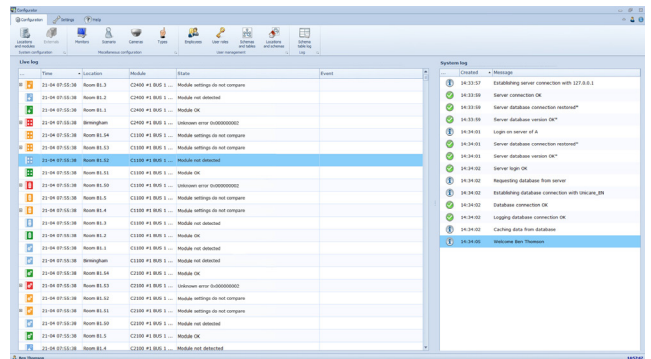 Configurator
Configuration Settings Help
Locations and modules Externals Monitors Scenario Cameras Types Employees User roles Schemas and tables Locations and schemas Schema table log
System configuration Miscellaneous configuration User management Log
Live log
... Time Location Module State Event
21-04 07:55:38 Room B1.3 C2400 #1 BUS 1 ... Module settings do not compare
21-04 07:55:38 Room B1.2 C2400 #1 BUS 1 ... Module not detected
21-04 07:55:38 Room B1.1 C2400 #1 BUS 1 ... Module OK
21-04 07:55:38 Birmingham C2400 #1 BUS 1 ... Unknown error 0x000000002
21-04 07:55:38 Room B1.54 C1100 #1 BUS 1 ... Module settings do not compare
21-04 07:55:38 Room B1.53 C1100 #1 BUS 1 ... Module settings do not compare
21-04 07:55:38 Room B1.52 C1100 #1 BUS 1 ... Module not detected
21-04 07:55:38 Room B1.51 C1100 #1 BUS 1 ... Module OK
21-04 07:55:38 Room B1.50 C1100 #1 BUS 1 ... Unknown error 0x000000002
21-04 07:55:38 Room B1.5 C1100 #1 BUS 1 ... Module settings do not compare
21-04 07:55:38 Room B1.4 C1100 #1 BUS 1 ... Module settings do not compare
21-04 07:55:38 Room B1.3 C1100 #1 BUS 1 ... Module not detected
21-04 07:55:38 Room B1.2 C1100 #1 BUS 1 ... Module OK
21-04 07:55:38 Room B1.1 C1100 #1 BUS 1 ... Module not detected
21-04 07:55:38 Birmingham C1100 #1 BUS 1 ... Module not detected
21-04 07:55:38 Room B1.54 C2100 #1 BUS 1 ... Module OK
21-04 07:55:38 Room B1.53 C2100 #1 BUS 1 ... Unknown error 0x000000002
21-04 07:55:38 Room B1.52 C2100 #1 BUS 1 ... Module settings do not compare
21-04 07:55:38 Room B1.51 C2100 #1 BUS 1 ... Module settings do not compare
21-04 07:55:38 Room B1.50 C2100 #1 BUS 1 ... Module not detected
21-04 07:55:38 Room B1.5 C2100 #1 BUS 1 ... Module OK
21-04 07:55:38 Room B1.4 C2100 #1 BUS 1 ... Module not detected
System log
... Created Message
14:33:57 Establishing server connection with 127.0.0.1
14:33:59 Server connection OK
14:33:59 Server database connection restored*
14:33:59 Server database version OK*
14:34:01 Login on server of A
14:34:01 Server database connection restored*
14:34:01 Server database version OK*
14:34:02 Server login OK
14:34:02 Requesting database from server
14:34:02 Establishing database connection with Unicare_EN
14:34:02 Database connection OK
14:34:02 Logging database connection OK
14:34:02 Caching data from database
14:34:02 Welcome Ben Thomson
Ben Thomson